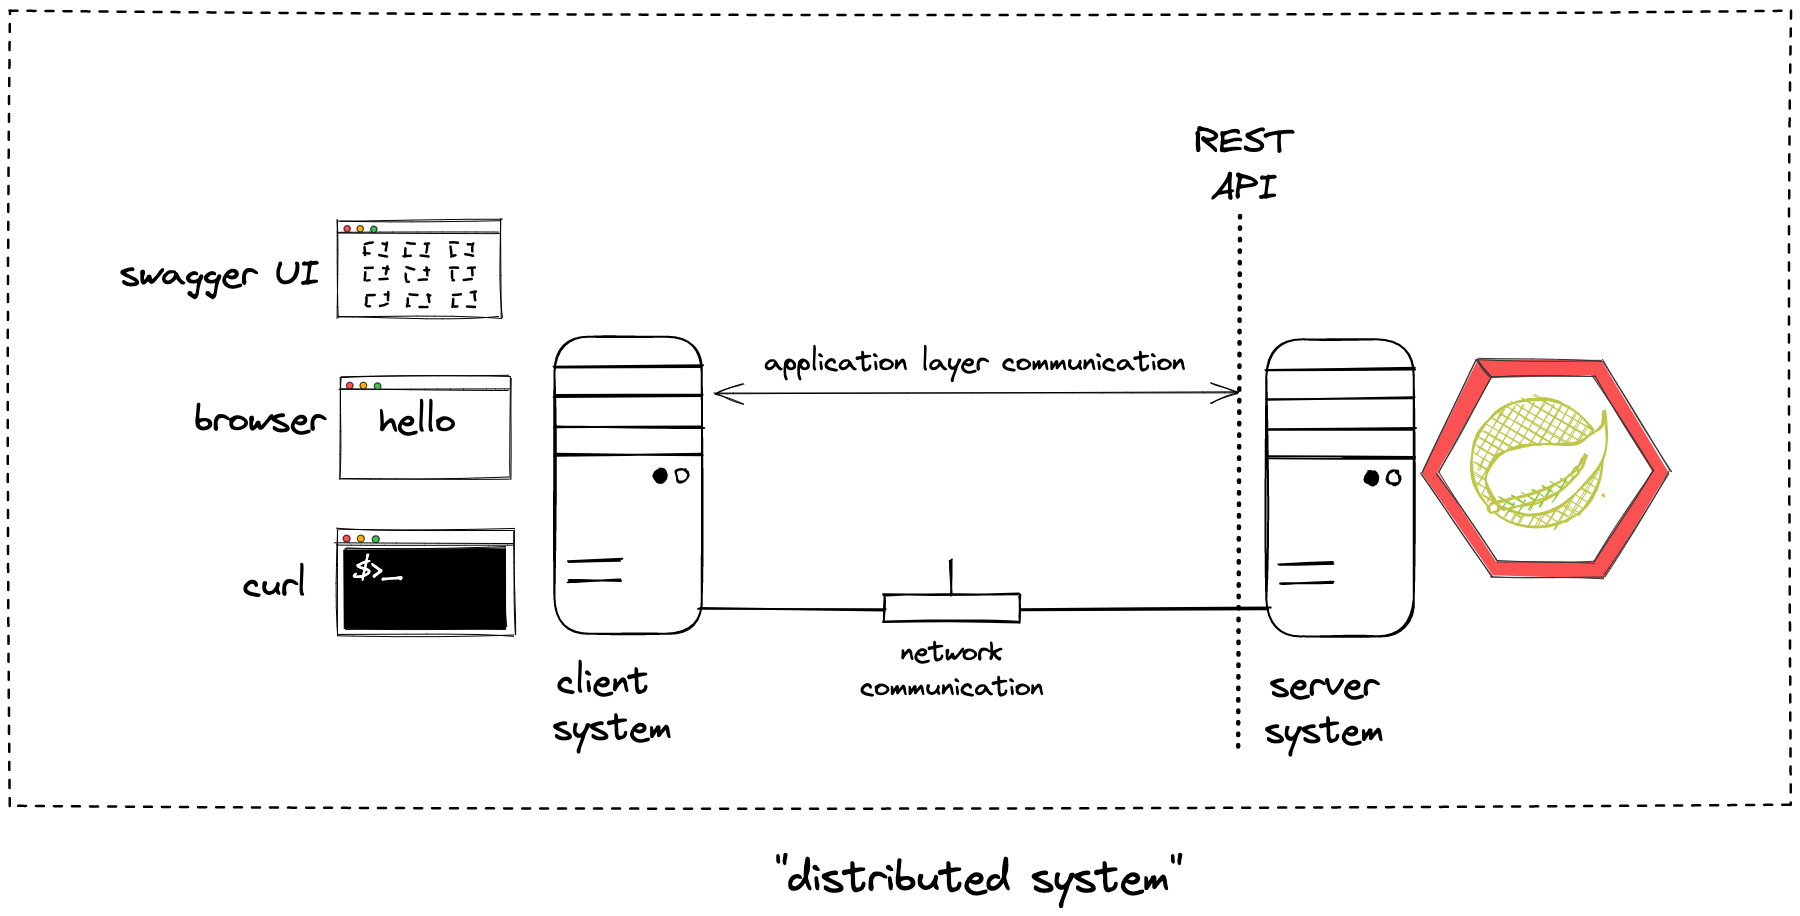 REST
API
swagger UI
application layer communication
browser
hello
curl
$>_
network
communication
client
system
server
system
"distributed system"